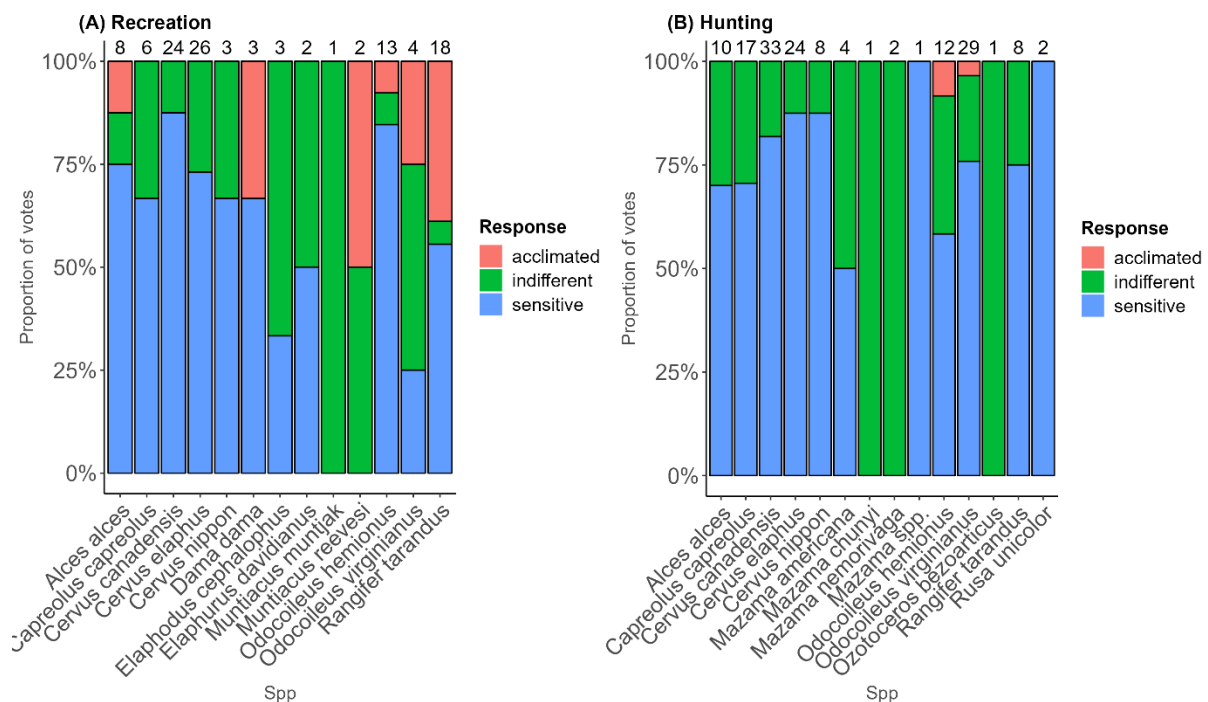 (A) Recreation
8 6 24 26 3 3 3 2 1 2 13 4 18
100%
75%
50%
25%
0%
Proportion of votes
Alces alces
Capreolus capreolus
Cervus canadensis
Cervus elaphus
Cervus nippon
Dama dama
Elaphodus cephalophus
Elaphurus davidianus
Muntiacus muntiak
Muntiacus reevesi
Odocoileus hemionus
Odocoileus virginianus
Rangifer tarandus
Spp
Response
acclimated
indifferent
sensitive
(B) Hunting
10 17 33 24 8 4 1 2 1 12 29 1 8 2
100%
75%
50%
25%
0%
Proportion of votes
Alces alces
Capreolus capreolus
Cervus canadensis
Cervus elaphus
Cervus nippon
Mazama americana
Mazama chunyi
Mazama nemorivaga
Mazama spp.
Odocoileus hemionus
Odocoileus virginianus
Ozotoceros bezoarticus
Rangifer tarandus
Rusa unicolor
Spp
Response
acclimated
indifferent
sensitive